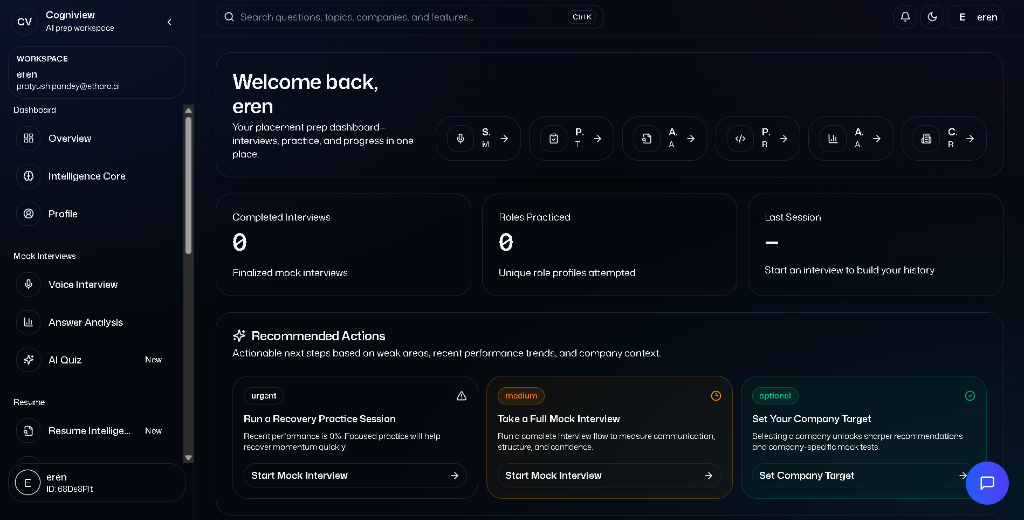 CV
Cogniview
AI prep workspace
Search questions, topics, companies, and features...
Ctrl K
E eren
WORKSPACE
eren
pratyush.pandey@ethara.ai
Dashboard
Overview
Intelligence Core
Profile
Mock Interviews
Voice Interview
Answer Analysis
AI Quiz New
Resume
Resume Intellige... New
E
eren
ID: 68De8PIt
Welcome back,
eren
Your placement prep dashboard—
interviews, practice, and progress in one
place.
S.
M
P.
T
A.
A
P.
R
A.
A
C.
R
Completed Interviews
0
Finalized mock interviews
Roles Practiced
0
Unique role profiles attempted
Last Session
—
Start an interview to build your history
Recommended Actions
Actionable next steps based on weak areas, recent performance trends, and company context.
urgent
Run a Recovery Practice Session
Recent performance is 0%. Focused practice will help
recover momentum quickly.
Start Mock Interview
medium
Take a Full Mock Interview
Run a complete interview flow to measure communication,
structure, and confidence.
Start Mock Interview
optional
Set Your Company Target
Selecting a company unlocks sharper recommendations
and company-specific mock tests.
Set Company Target